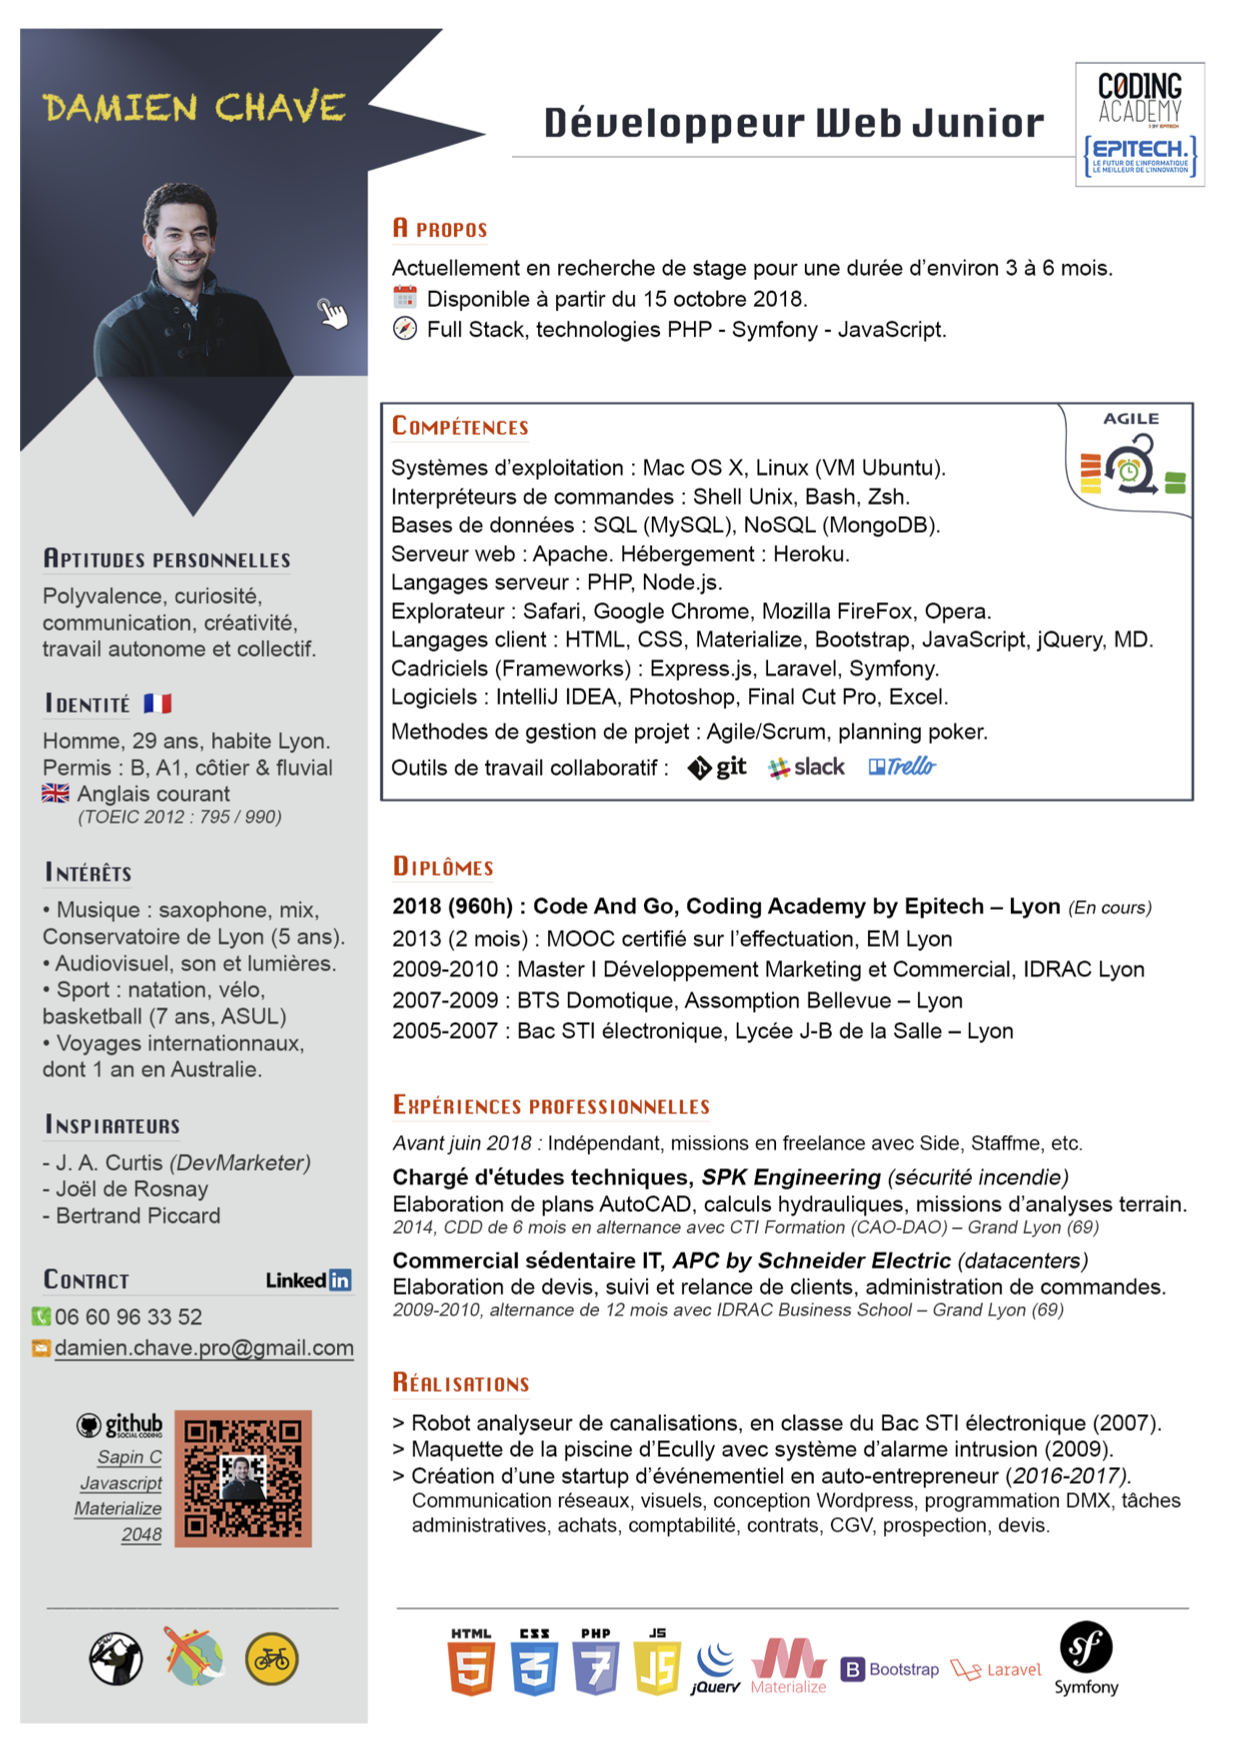 DAMIEN CHAVE
Développeur Web Junior
CODING
ACADEMY
BY EPITECH
{EPITECH.}
LE FUTUR DE L'INFORMATIQUE
LE MEILLEUR DE L'INNOVATION
A PROPOS
Actuellement en recherche de stage pour une durée d'environ 3 à 6 mois.
Disponible à partir du 15 octobre 2018.
Full Stack, technologies PHP - Symfony - JavaScript.
COMPÉTENCES
AGILE
Systèmes d'exploitation : Mac OS X, Linux (VM Ubuntu).
Interpréteurs de commandes : Shell Unix, Bash, Zsh.
Bases de données : SQL (MySQL), NoSQL (MongoDB).
Serveur web : Apache. Hébergement : Heroku.
Langages serveur : PHP, Node.js.
Explorateur : Safari, Google Chrome, Mozilla FireFox, Opera.
Langages client : HTML, CSS, Materialize, Bootstrap, JavaScript, jQuery, MD.
Cadriciels (Frameworks) : Express.js, Laravel, Symfony.
Logiciels : IntelliJ IDEA, Photoshop, Final Cut Pro, Excel.
Methodes de gestion de projet : Agile/Scrum, planning poker.
Outils de travail collaboratif : git slack Trello
APTITUDES PERSONNELLES
Polyvalence, curiosité,
communication, créativité,
travail autonome et collectif.
IDENTITÉ
Homme, 29 ans, habite Lyon.
Permis : B, A1, côtier & fluvial
Anglais courant
(TOEIC 2012 : 795 / 990)
INTÉRÊTS
• Musique : saxophone, mix,
Conservatoire de Lyon (5 ans).
• Audiovisuel, son et lumières.
• Sport : natation, vélo,
basketball (7 ans, ASUL)
• Voyages internationnaux,
dont 1 an en Australie.
INSPIRATEURS
- J. A. Curtis (DevMarketer)
- Joël de Rosnay
- Bertrand Piccard
CONTACT
Linked in
06 60 96 33 52
damien.chave.pro@gmail.com
github
SOCIAL CODING
Sapin C
Javascript
Materialize
2048
DIPLÔMES
2018 (960h) : Code And Go, Coding Academy by Epitech – Lyon (En cours)
2013 (2 mois) : MOOC certifié sur l'effectuation, EM Lyon
2009-2010 : Master I Développement Marketing et Commercial, IDRAC Lyon
2007-2009 : BTS Domotique, Assomption Bellevue – Lyon
2005-2007 : Bac STI électronique, Lycée J-B de la Salle – Lyon
EXPÉRIENCES PROFESSIONNELLES
Avant juin 2018 : Indépendant, missions en freelance avec Side, Staffme, etc.
Chargé d'études techniques, SPK Engineering (sécurité incendie)
Elaboration de plans AutoCAD, calculs hydrauliques, missions d'analyses terrain.
2014, CDD de 6 mois en alternance avec CTI Formation (CAO-DAO) – Grand Lyon (69)
Commercial sédentaire IT, APC by Schneider Electric (datacenters)
Elaboration de devis, suivi et relance de clients, administration de commandes.
2009-2010, alternance de 12 mois avec IDRAC Business School – Grand Lyon (69)
RÉALISATIONS
> Robot analyseur de canalisations, en classe du Bac STI électronique (2007).
> Maquette de la piscine d'Ecully avec système d'alarme intrusion (2009).
> Création d'une startup d'événementiel en auto-entrepreneur (2016-2017).
Communication réseaux, visuels, conception Wordpress, programmation DMX, tâches
administratives, achats, comptabilité, contrats, CGV, prospection, devis.
HTML CSS PHP JS
5 3 7 JS
jQuery Materialize B Bootstrap Laravel sf Symfony